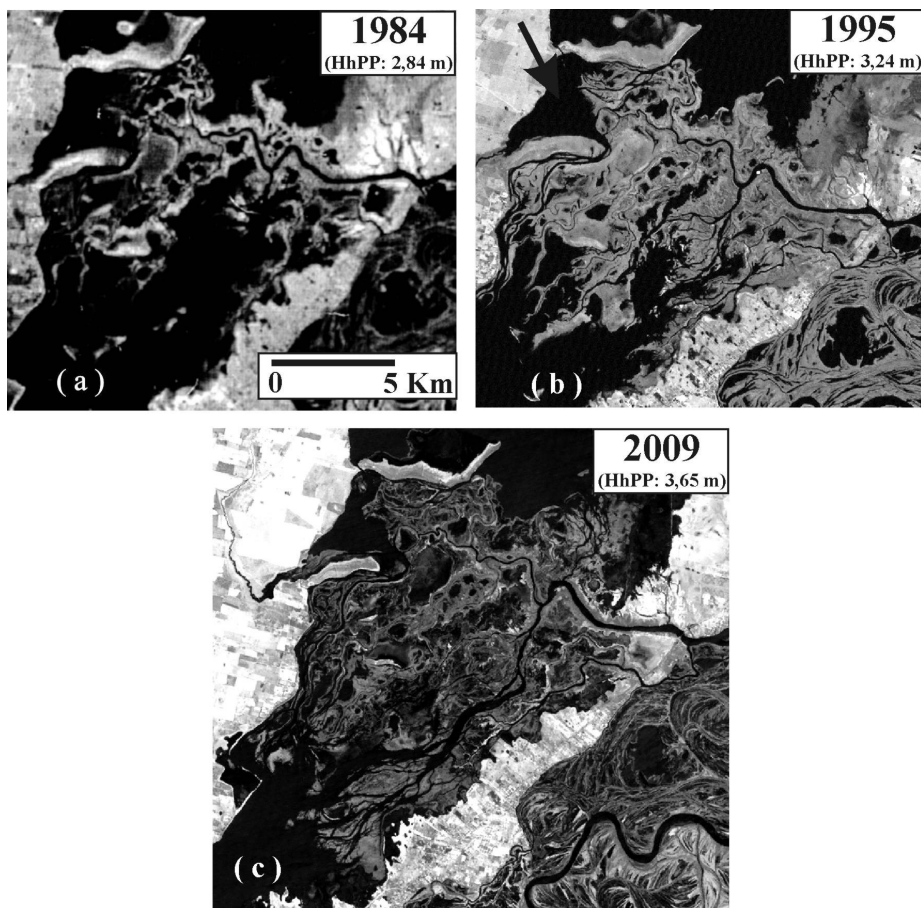 1984
(HhPP: 2,84 m)
( a )
0 5 Km
1995
(HhPP: 3,24 m)
( b )
2009
(HhPP: 3,65 m)
( c )